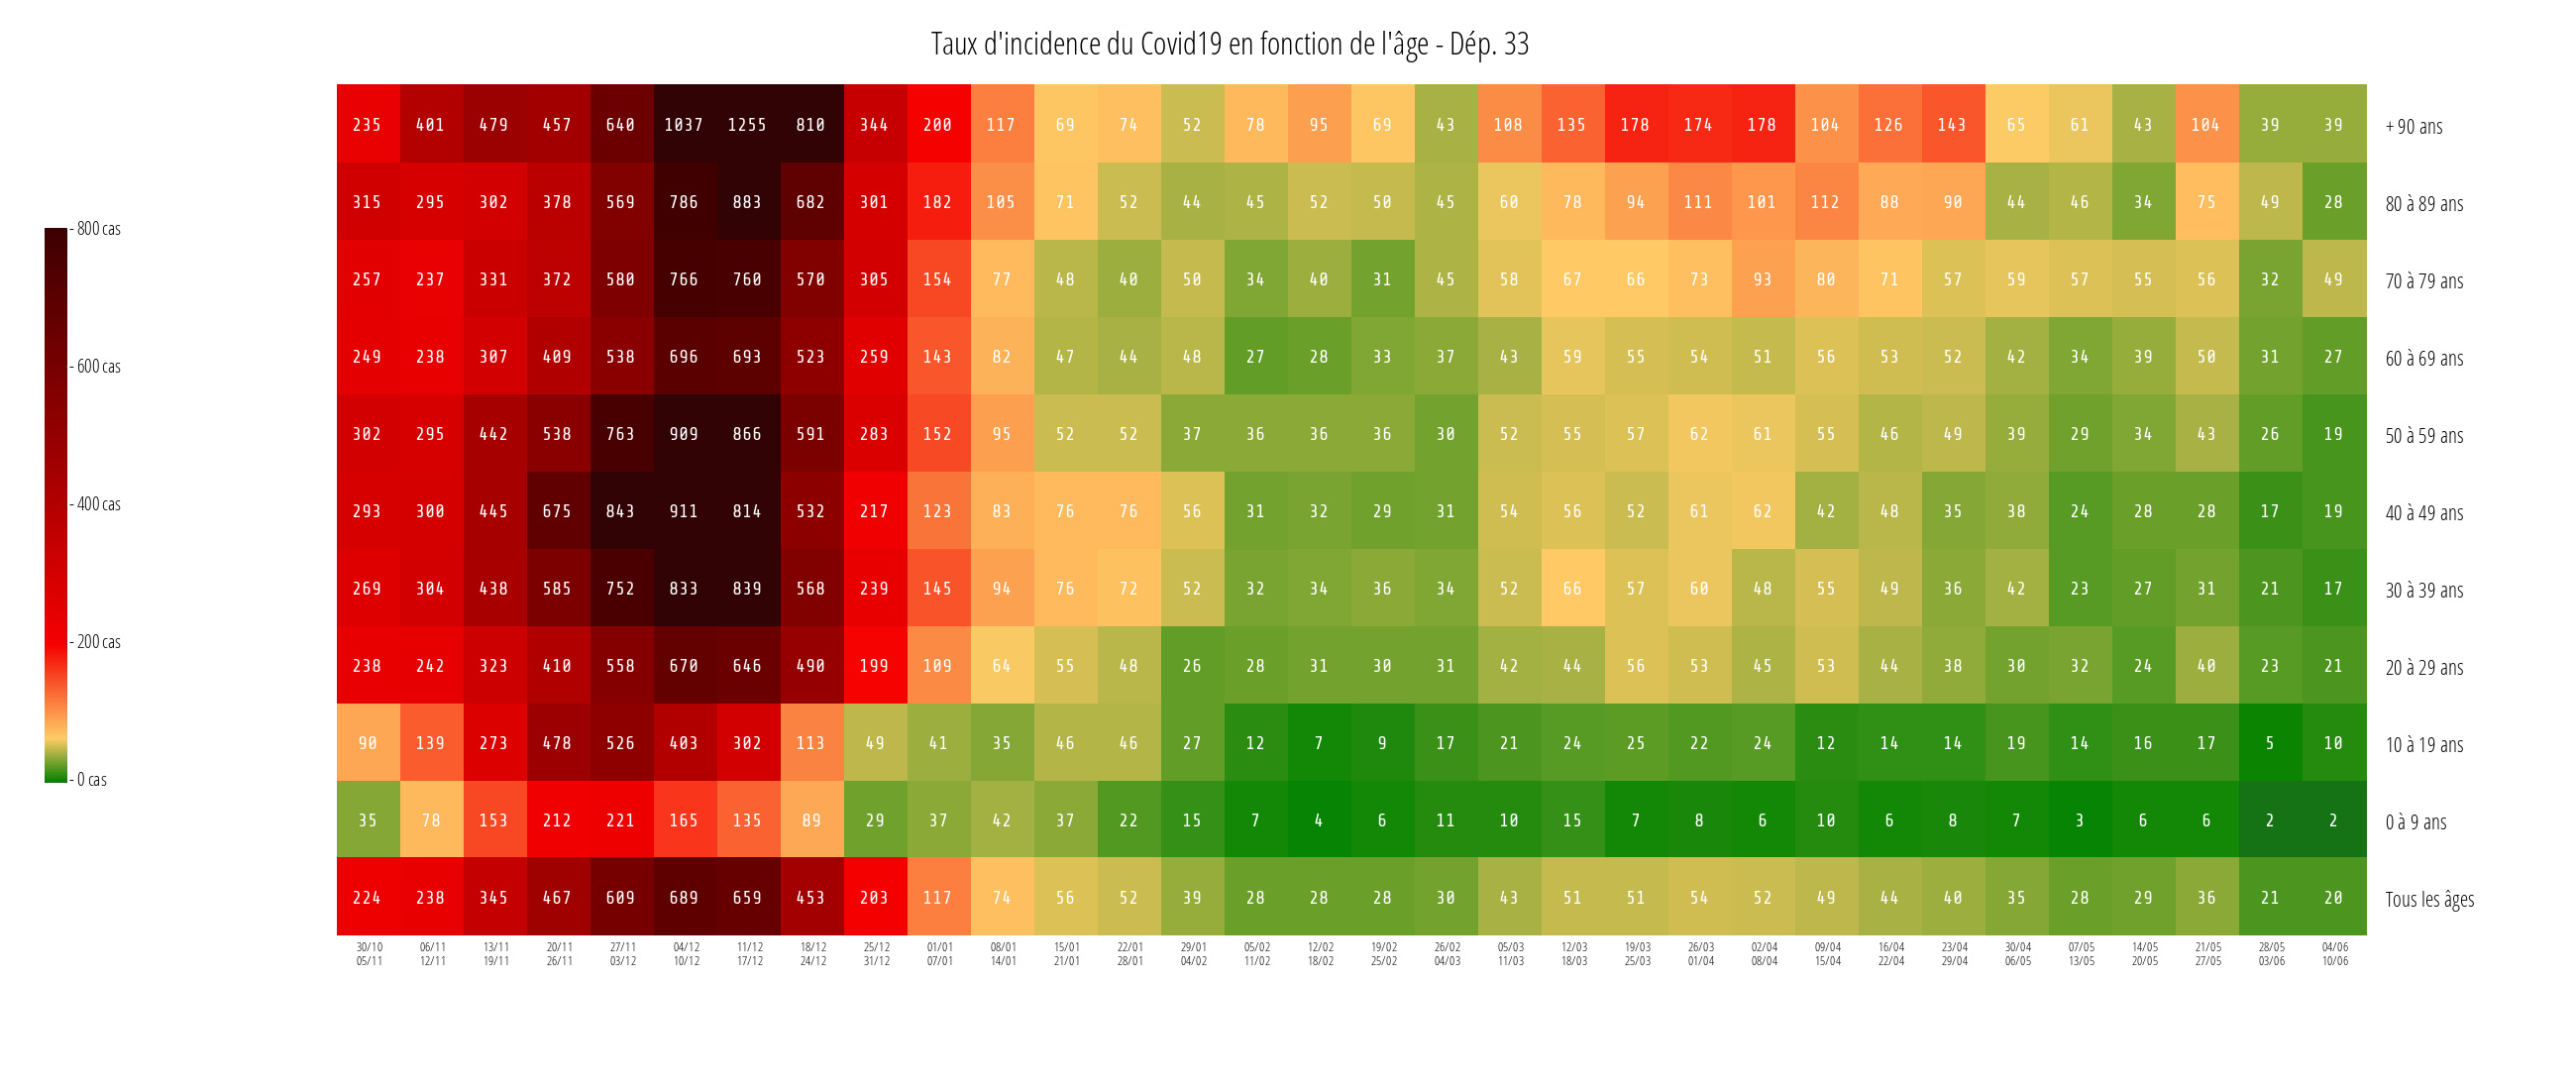 Taux d'incidence du Covid19 en fonction de l'âge - Dép. 33
- 800 cas
- 600 cas
- 400 cas
- 200 cas
- 0 cas
235 401 479 457 640 1037 1255 810 344 200 117 69 74 52 78 95 69 43 108 135 178 174 178 104 126 143 65 61 43 104 39 39 + 90 ans
315 295 302 378 569 786 883 682 301 182 105 71 52 44 45 52 50 45 60 78 94 111 101 112 88 90 44 46 34 75 49 28 80 à 89 ans
257 237 331 372 580 766 760 570 305 154 77 48 40 50 34 40 31 45 58 67 66 73 93 80 71 57 59 57 55 56 32 49 70 à 79 ans
249 238 307 409 538 696 693 523 259 143 82 47 44 48 27 28 33 37 43 59 55 54 51 56 53 52 42 34 39 50 31 27 60 à 69 ans
302 295 442 538 763 909 866 591 283 152 95 52 52 37 36 36 36 30 52 55 57 62 61 55 46 49 39 29 34 43 26 19 50 à 59 ans
293 300 445 675 843 911 814 532 217 123 83 76 76 56 31 32 29 31 54 56 52 61 62 42 48 35 38 24 28 28 17 19 40 à 49 ans
269 304 438 585 752 833 839 568 239 145 94 76 72 52 32 34 36 34 52 66 57 60 48 55 49 36 42 23 27 31 21 17 30 à 39 ans
238 242 323 410 558 670 646 490 199 109 64 55 48 26 28 31 30 31 42 44 56 53 45 53 44 38 30 32 24 40 23 21 20 à 29 ans
90 139 273 478 526 403 302 113 49 41 35 46 46 27 12 7 9 17 21 24 25 22 24 12 14 14 19 14 16 17 5 10 10 à 19 ans
35 78 153 212 221 165 135 89 29 37 42 37 22 15 7 4 6 11 10 15 7 8 6 10 6 8 7 3 6 6 2 2 0 à 9 ans
224 238 345 467 609 689 659 453 203 117 74 56 52 39 28 28 28 30 43 51 51 54 52 49 44 40 35 28 29 36 21 20 Tous les âges
30/10 06/11 13/11 20/11 27/11 04/12 11/12 18/12 25/12 01/01 08/01 15/01 22/01 29/01 05/02 12/02 19/02 26/02 05/03 12/03 19/03 26/03 02/04 09/04 16/04 23/04 30/04 07/05 14/05 21/05 28/05 04/06
05/11 12/11 19/11 26/11 03/12 10/12 17/12 24/12 31/12 07/01 14/01 21/01 28/01 04/02 11/02 18/02 25/02 04/03 11/03 18/03 25/03 01/04 08/04 15/04 22/04 29/04 06/05 13/05 20/05 27/05 03/06 10/06